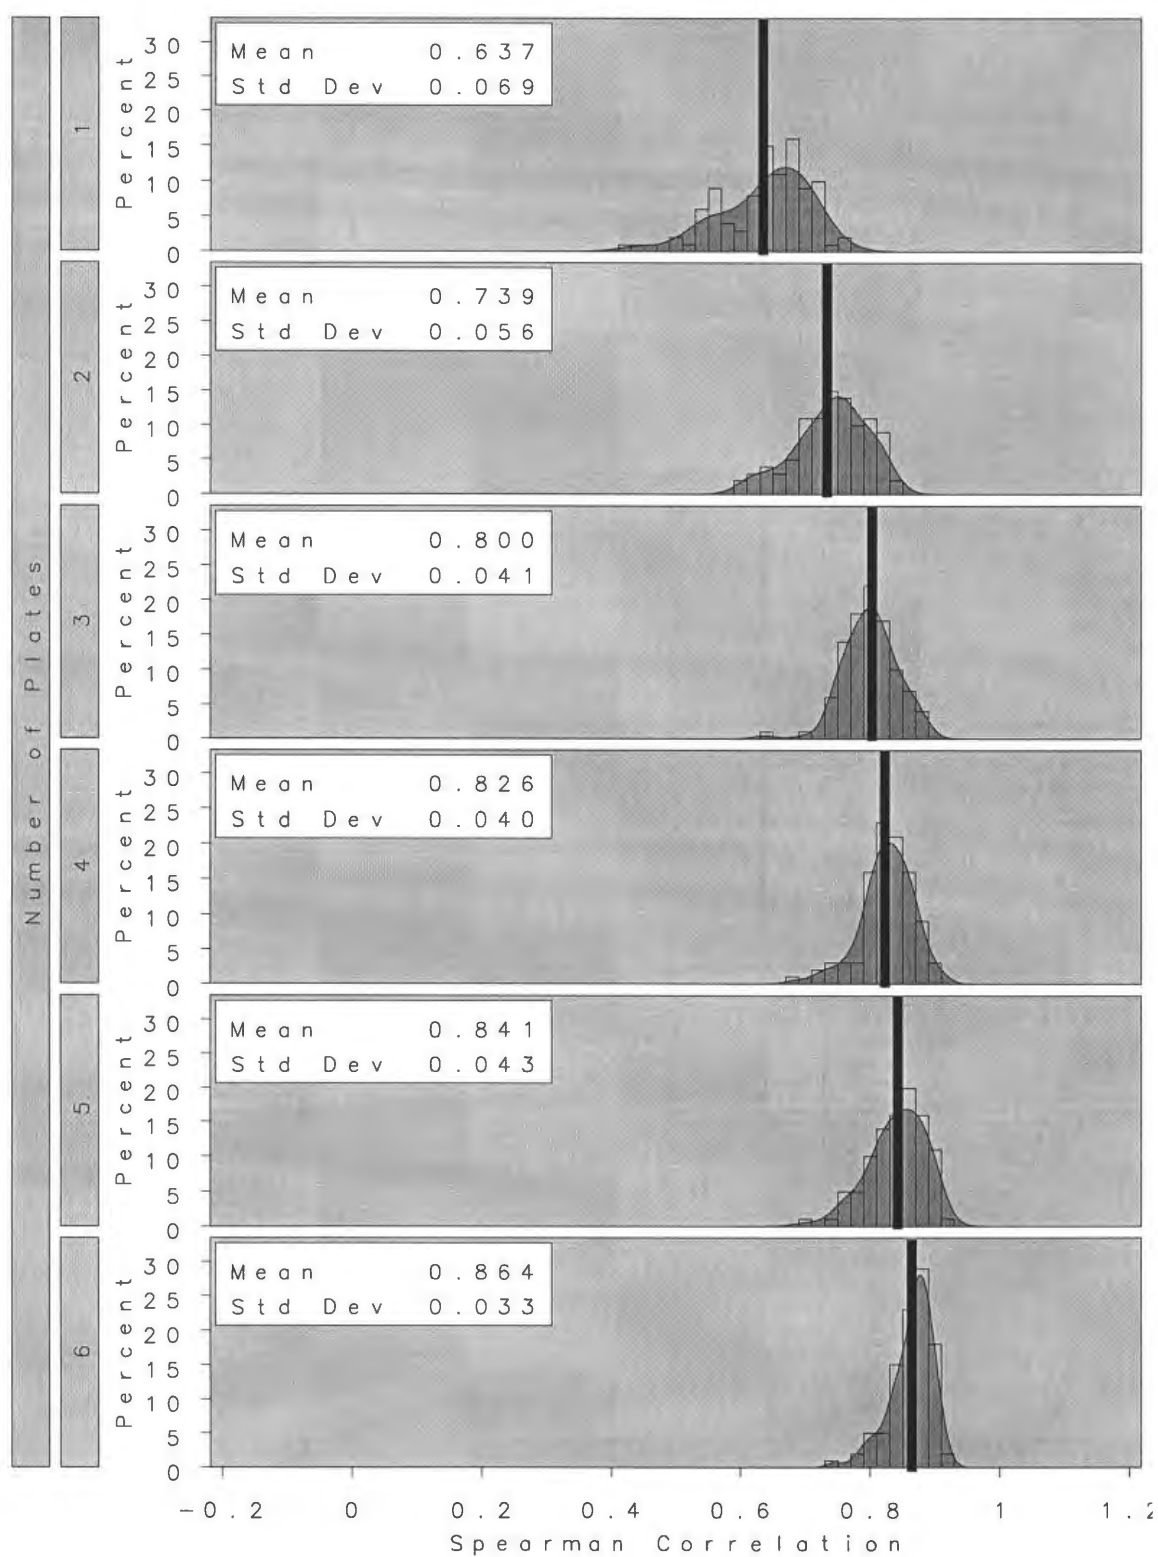 Number of Plates
1
Percent
30
25
20
15
10
5
0
Mean 0.637
Std Dev 0.069
2
Percent
30
25
20
15
10
5
0
Mean 0.739
Std Dev 0.056
3
Percent
30
25
20
15
10
5
0
Mean 0.800
Std Dev 0.041
4
Percent
30
25
20
15
10
5
0
Mean 0.826
Std Dev 0.040
5
Percent
30
25
20
15
10
5
0
Mean 0.841
Std Dev 0.043
6
Percent
30
25
20
15
10
5
0
Mean 0.864
Std Dev 0.033
-0.2 0 0.2 0.4 0.6 0.8 1 1.2
Spearman Correlation